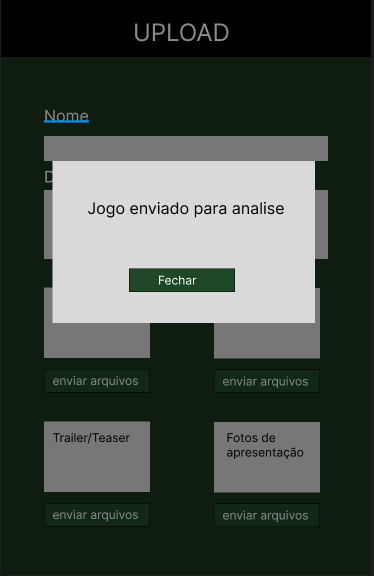 UPLOAD
Nome
D
Jogo enviado para analise
Fechar
enviar arquivos
enviar arquivos
Trailer/Teaser
Fotos de
apresentação
enviar arquivos
enviar arquivos